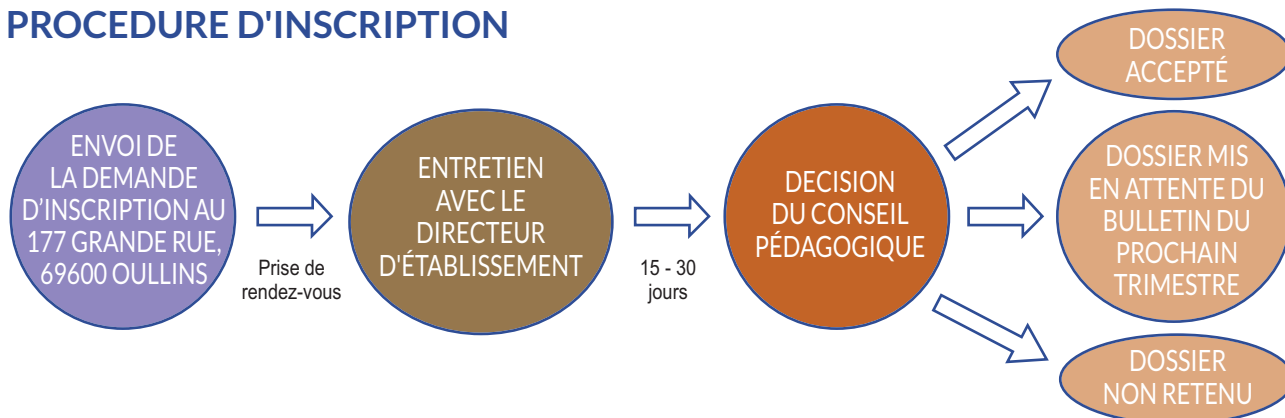 PROCEDURE D'INSCRIPTION
ENVOI DE
LA DEMANDE
D’INSCRIPTION AU
177 GRANDE RUE,
69600 OULLINS
Prise de
rendez-vous
ENTRETIEN
AVEC LE
DIRECTEUR
D'ÉTABLISSEMENT
15 - 30
jours
DECISION
DU CONSEIL
PÉDAGOGIQUE
DOSSIER
ACCEPTÉ
DOSSIER MIS
EN ATTENTE DU
BULLETIN DU
PROCHAIN
TRIMESTRE
DOSSIER
NON RETENU